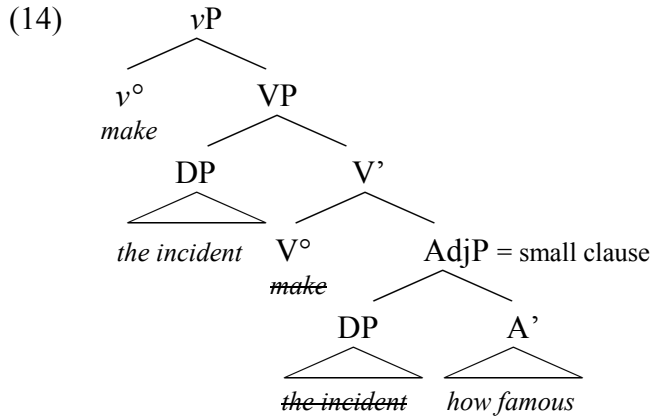 (14) vP
v° VP
make
DP V’
the incident V° AdjP = small clause
make
DP A’
the incident how famous